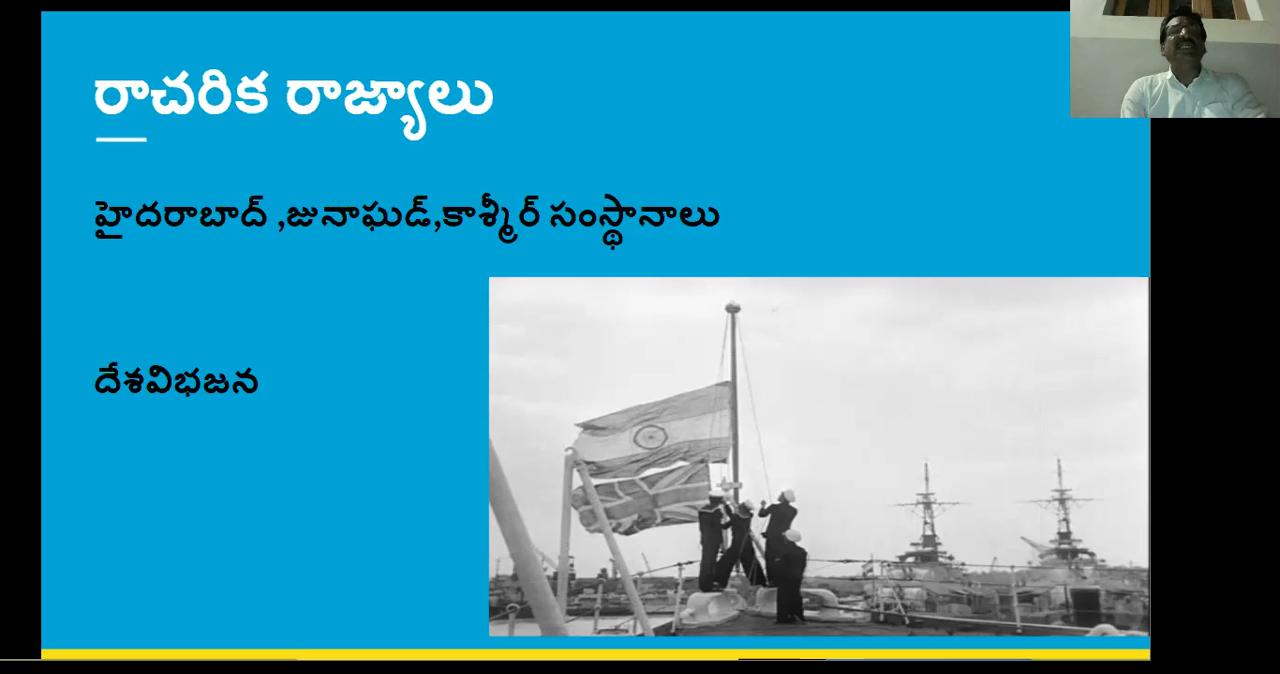 రాచరిక రాజ్యాలు
హైదరాబాద్ ,జునాఘడ్,కాశ్మీర్ సంస్థానాలు
దేశవిభజన